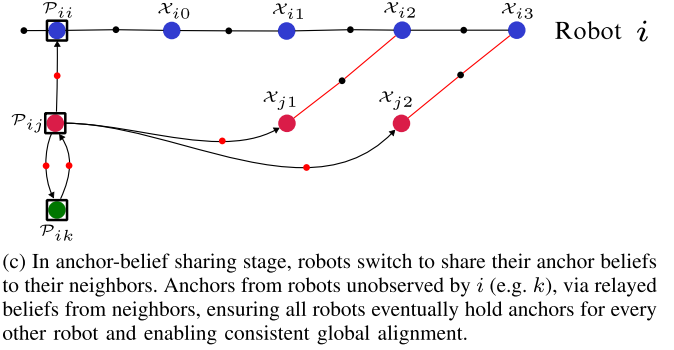 𝒫ᵢᵢ 𝒳ᵢ₀ 𝒳ᵢ₁ 𝒳ᵢ₂ 𝒳ᵢ₃
Robot i
𝒳ⱼ₁ 𝒳ⱼ₂
𝒫ᵢⱼ
𝒫ᵢₖ
(c) In anchor-belief sharing stage, robots switch to share their anchor beliefs
to their neighbors. Anchors from robots unobserved by i (e.g. k), via relayed
beliefs from neighbors, ensuring all robots eventually hold anchors for every
other robot and enabling consistent global alignment.